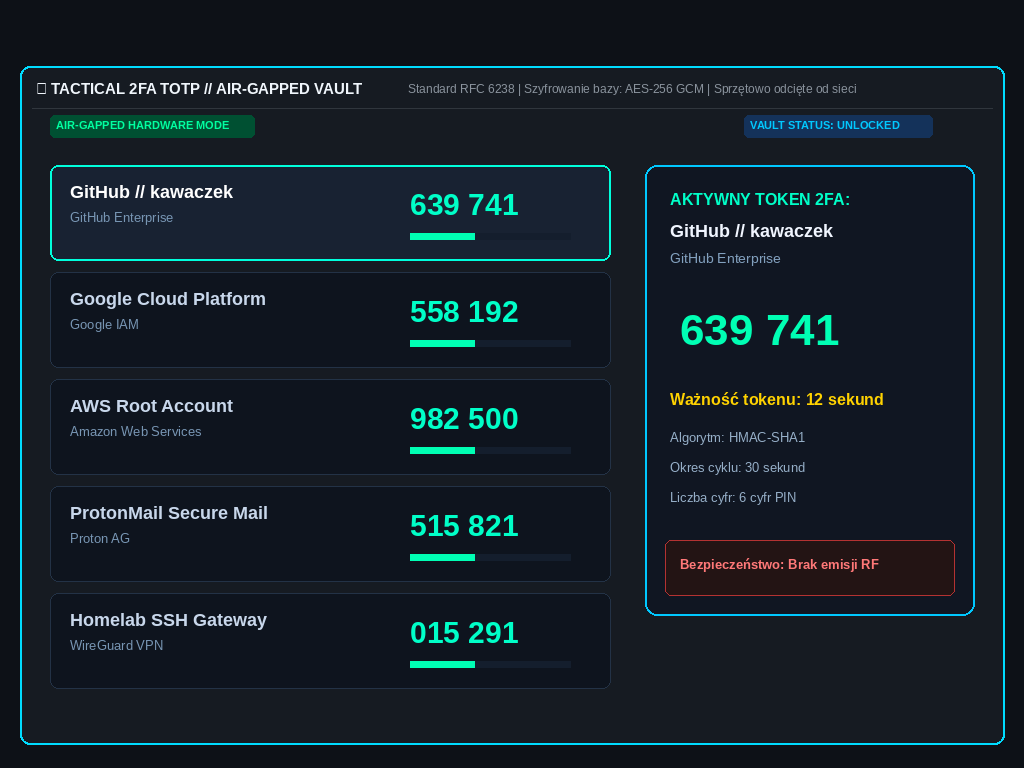 TACTICAL 2FA TOTP // AIR-GAPPED VAULT
Standard RFC 6238 | Szyfrowanie bazy: AES-256 GCM | Sprzętowo odcięte od sieci
AIR-GAPPED HARDWARE MODE
VAULT STATUS: UNLOCKED
GitHub // kawaczek
GitHub Enterprise
639 741
Google Cloud Platform
Google IAM
558 192
AWS Root Account
Amazon Web Services
982 500
ProtonMail Secure Mail
Proton AG
515 821
Homelab SSH Gateway
WireGuard VPN
015 291
AKTYWNY TOKEN 2FA:
GitHub // kawaczek
GitHub Enterprise
639 741
Ważność tokenu: 12 sekund
Algorytm: HMAC-SHA1
Okres cyklu: 30 sekund
Liczba cyfr: 6 cyfr PIN
Bezpieczeństwo: Brak emisji RF